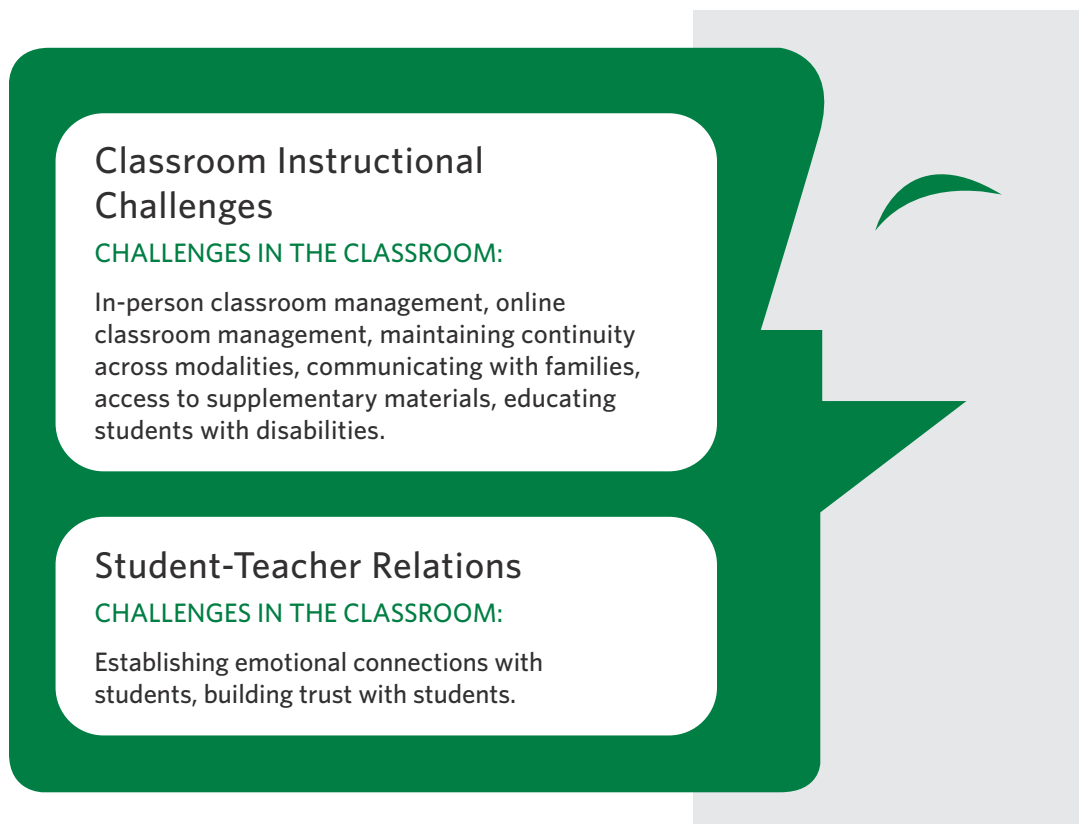 Classroom Instructional
Challenges
CHALLENGES IN THE CLASSROOM:
In-person classroom management, online
classroom management, maintaining continuity
across modalities, communicating with families,
access to supplementary materials, educating
students with disabilities.
Student-Teacher Relations
CHALLENGES IN THE CLASSROOM:
Establishing emotional connections with
students, building trust with students.